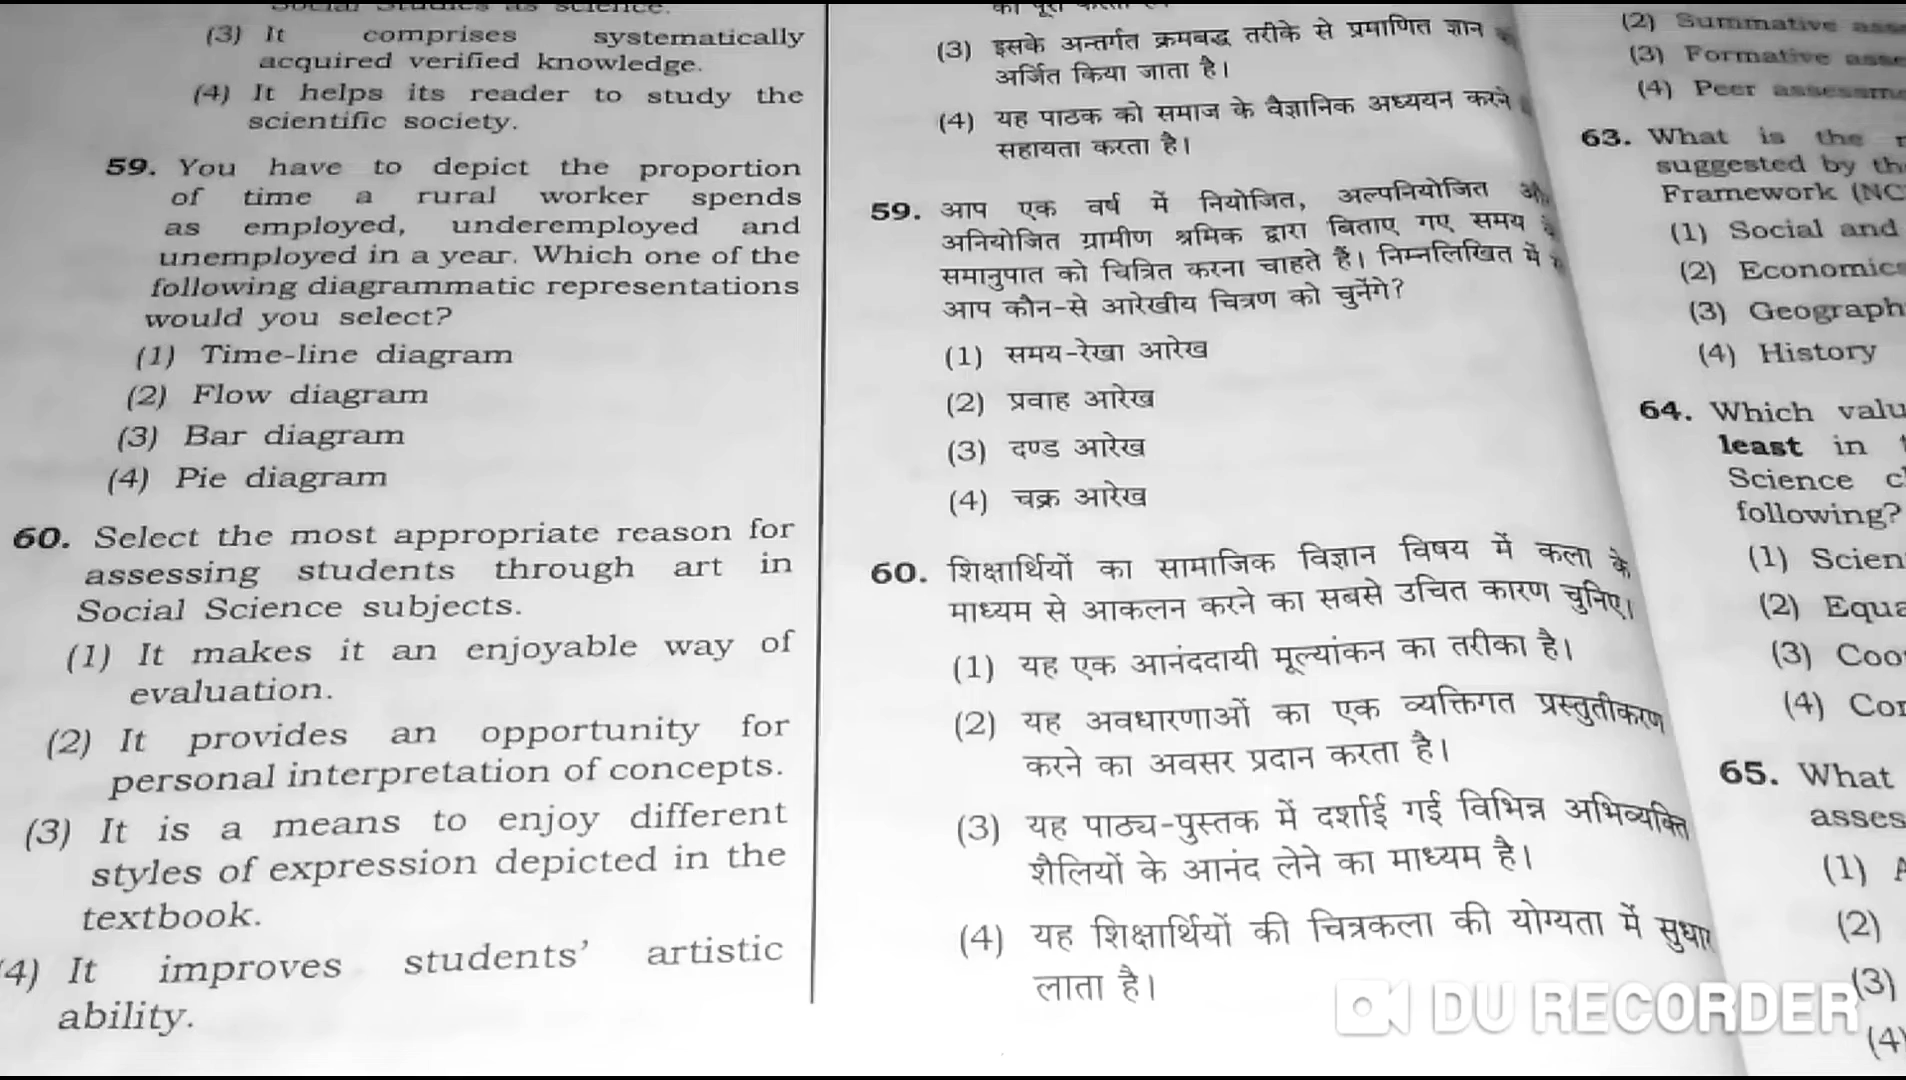 Social Studies as science.
(3) It comprises systematically
acquired verified knowledge.
(4) It helps its reader to study the
scientific society.
59. You have to depict the proportion
of time a rural worker spends
as employed, underemployed and
unemployed in a year. Which one of the
following diagrammatic representations
would you select?
(1) Time-line diagram
(2) Flow diagram
(3) Bar diagram
(4) Pie diagram
60. Select the most appropriate reason for
assessing students through art in
Social Science subjects.
(1) It makes it an enjoyable way of
evaluation.
(2) It provides an opportunity for
personal interpretation of concepts.
(3) It is a means to enjoy different
styles of expression depicted in the
textbook.
(4) It improves students' artistic
ability.
(3) इसके अन्तर्गत क्रमबद्ध तरीके से प्रमाणित ज्ञान
अर्जित किया जाता है।
(4) यह पाठक को समाज के वैज्ञानिक अध्ययन करने
सहायता करता है।
59. आप एक वर्ष में नियोजित, अल्पनियोजित
अनियोजित ग्रामीण श्रमिक द्वारा बिताए गए समय
समानुपात को चित्रित करना चाहते हैं। निम्नलिखित में
आप कौन-से आरेखीय चित्रण को चुनेंगे?
(1) समय-रेखा आरेख
(2) प्रवाह आरेख
(3) दण्ड आरेख
(4) चक्र आरेख
60. शिक्षार्थियों का सामाजिक विज्ञान विषय में कला के
माध्यम से आकलन करने का सबसे उचित कारण चुनिए।
(1) यह एक आनंददायी मूल्यांकन का तरीका है।
(2) यह अवधारणाओं का एक व्यक्तिगत प्रस्तुतीकरण
करने का अवसर प्रदान करता है।
(3) यह पाठ्य-पुस्तक में दर्शाई गई विभिन्न अभिव्यक्ति
शैलियों के आनंद लेने का माध्यम है।
(4) यह शिक्षार्थियों की चित्रकला की योग्यता में सुधार
लाता है।
(2) Summative
(3) Formative
(4) Peer
63. What is the
suggested by
Framework
(1) Social and
(2) Economics
(3)
(4) History
64. Which
least in
Science
following?
(1)
(2)
(3)
(4)
65. What
(1)
(2)
(3)
(4)
DU RECORDER